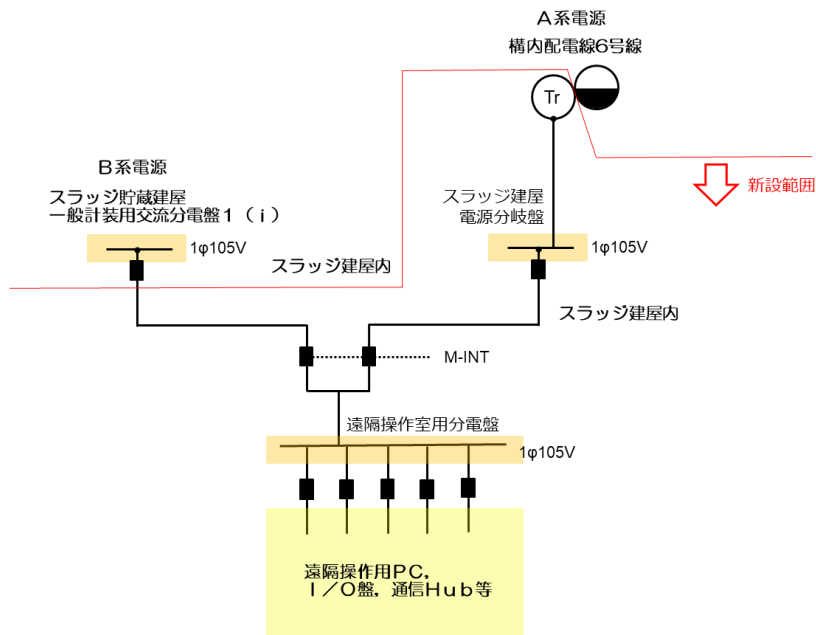 A系電源
構内配電線6号線
Tr
B系電源
新設範囲
スラッジ貯蔵建屋
一般計装用交流分電盤1（i）
スラッジ建屋
電源分岐盤
1φ105V
1φ105V
スラッジ建屋内
スラッジ建屋内
M-INT
遠隔操作室用分電盤
1φ105V
遠隔操作用PC，
I／O盤，通信Hub等